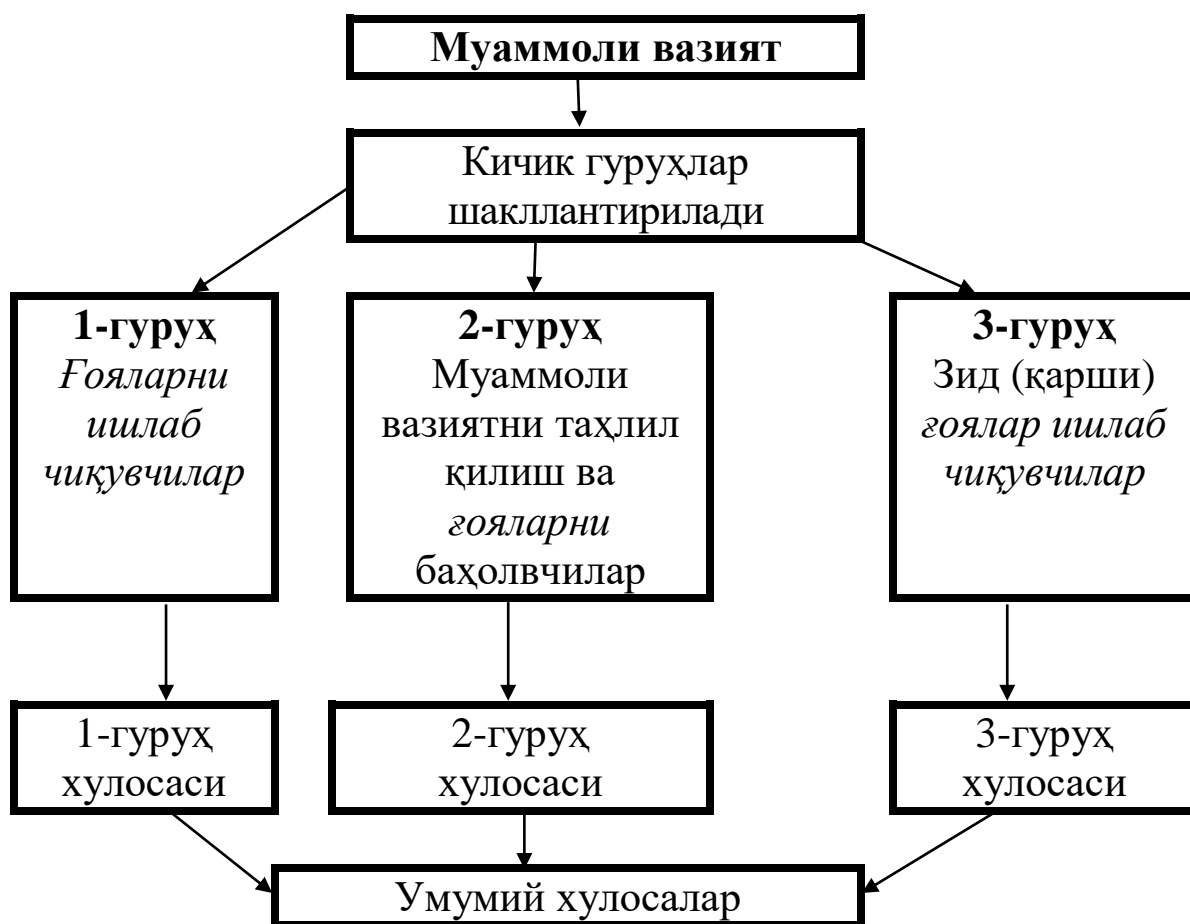 Муаммоли вазият
Кичик гуруҳлар
шакллантирилади
1-гуруҳ
Ғояларни
ишлаб
чиқувчилар
2-гуруҳ
Муаммоли
вазиятни таҳлил
қилиш ва
ғояларни
баҳолвчилар
3-гуруҳ
Зид (қарши)
ғоялар ишлаб
чиқувчилар
1-гуруҳ
хулосаси
2-гуруҳ
хулосаси
3-гуруҳ
хулосаси
Умумий хулосалар